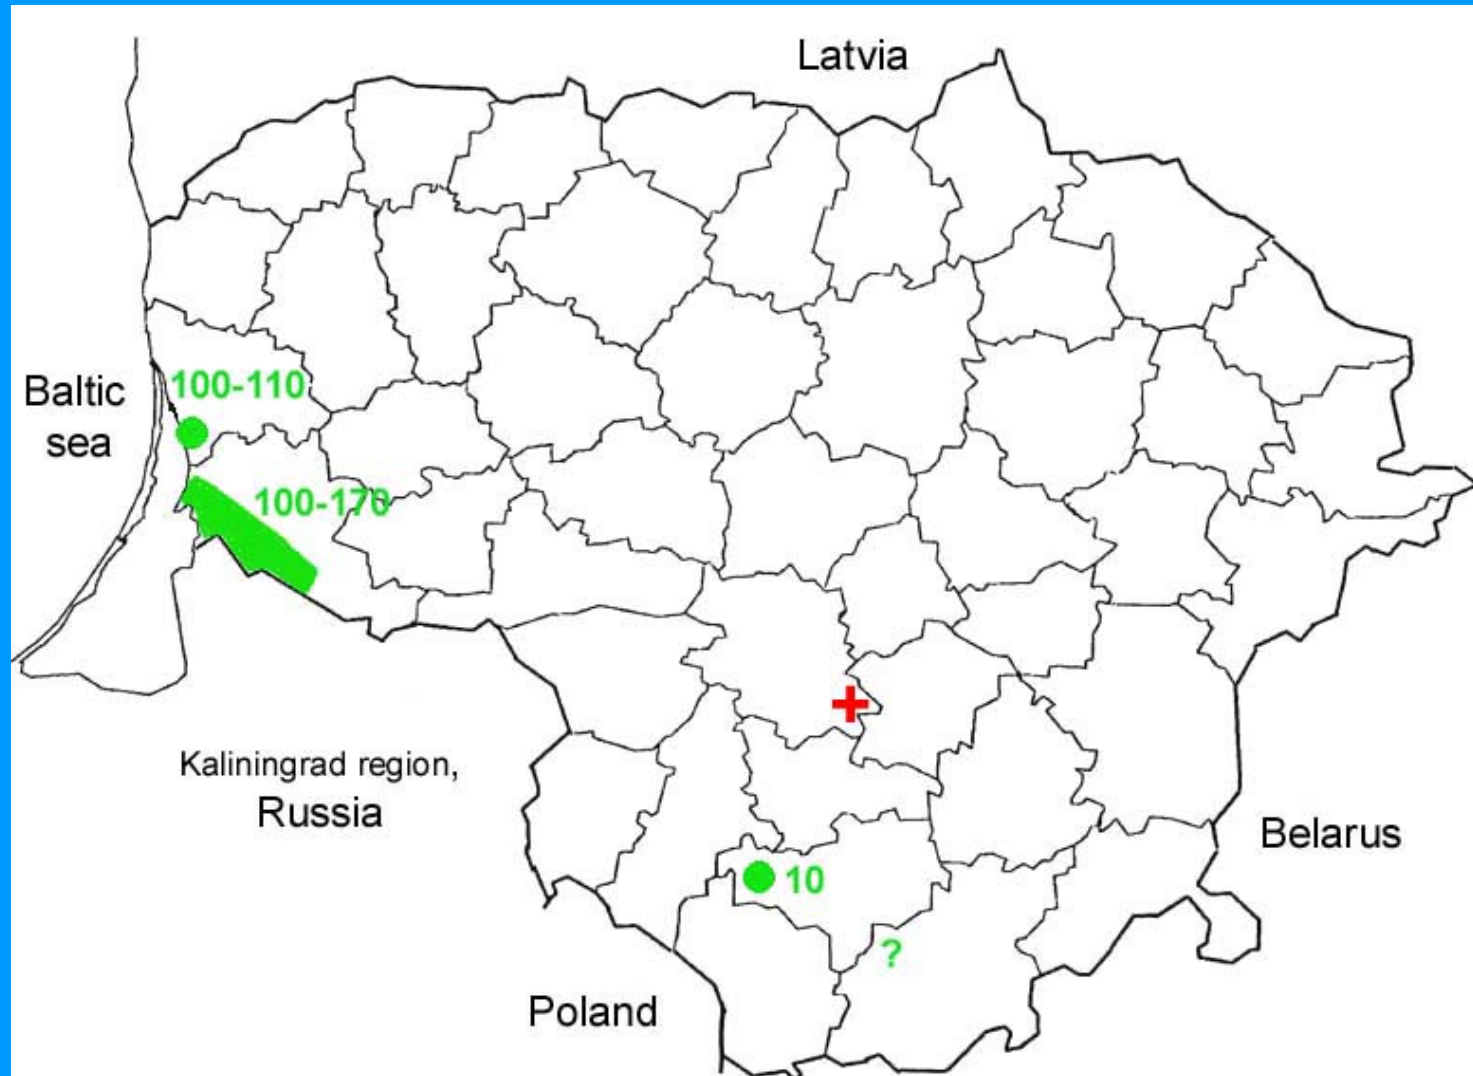 Latvia
Baltic
sea
100-110
100-170
Kaliningrad region,
Russia
Belarus
10
?
Poland